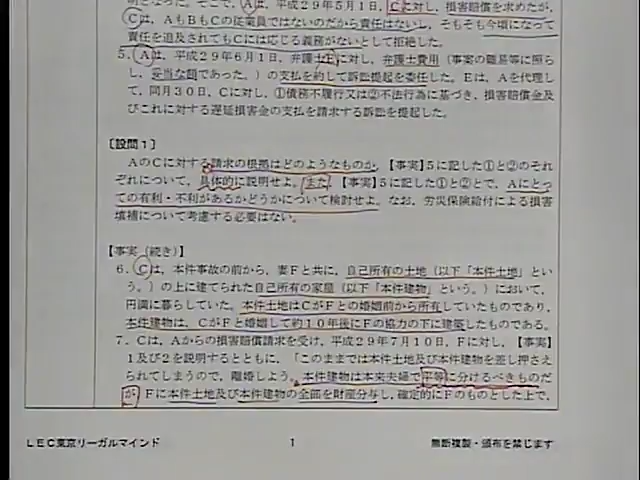 明となった。そこで，Aは，平成29年5月1日，Cに対し，損害賠償を求めたが，
Cは，AもBもCの従業員ではないのだから責任はないし，そもそも今頃になって
責任を追及されてもCには応じる義務がないとして拒絶した。
5．Aは，平成29年6月1日，弁護士Eに対し，弁護士費用（事案の難易等に照ら
し，妥当な額であった。）の支払を約して訴訟提起を委任した。Eは，Aを代理し
て，同月30日，Cに対し，①債務不履行又は②不法行為に基づき，損害賠償金及
びこれに対する遅延損害金の支払を請求する訴訟を提起した。
〔設問1〕
AのCに対する請求の根拠はどのようなものか，【事実】5に記した①と②のそれ
ぞれについて，具体的に説明せよ。また，【事実】5に記した①と②とで，Aにとっ
ての有利・不利があるかどうかについて検討せよ。なお，労災保険給付による損害
填補について考慮する必要はない。
【事実（続き）】
6．Cは，本件事故の前から，妻Fと共に，自己所有の土地（以下「本件土地」とい
う。）の上に建てられた自己所有の家屋（以下「本件建物」という。）において，
円満に暮らしていた。本件土地はCがFとの婚姻前から所有していたものであり，
本件建物は，CがFと婚姻して約10年後にFの協力の下に建築したものである。
7．Cは，Aからの損害賠償請求を受け，平成29年7月10日，Fに対し，【事実】
1及び2を説明するとともに，「このままでは本件土地及び本件建物を差し押さえ
られてしまうので，離婚しよう。本件建物は本来夫婦で平等に分けるべきものだ
が，Fに本件土地及び本件建物の全部を財産分与し，確定的にFのものとした上で，
LEC東京リーガルマインド
1
無断複製・頒布を禁じます